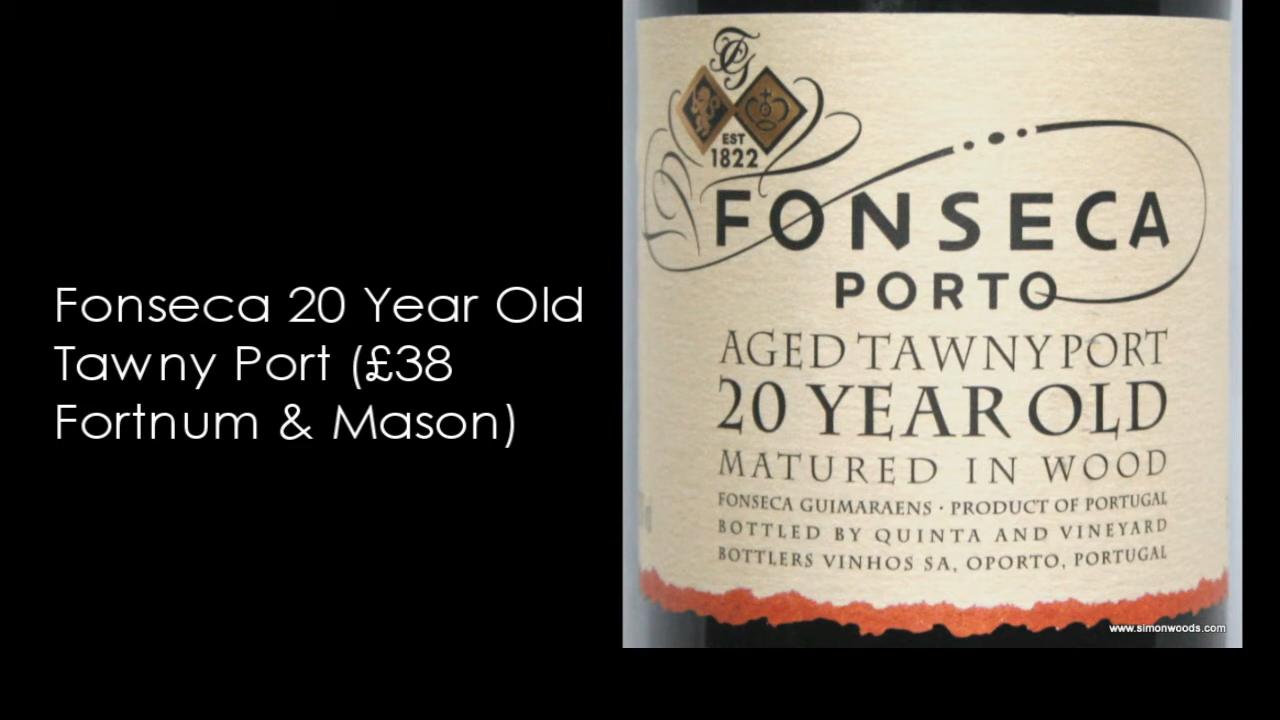 Fonseca 20 Year Old
Tawny Port (£38
Fortnum & Mason)
EST
1822
FONSECA
PORTO
AGED TAWNY PORT
20 YEAR OLD
MATURED IN WOOD
FONSECA GUIMARAENS · PRODUCT OF PORTUGAL
BOTTLED BY QUINTA AND VINEYARD
BOTTLERS VINHOS SA, OPORTO, PORTUGAL
www.simonwoods.com